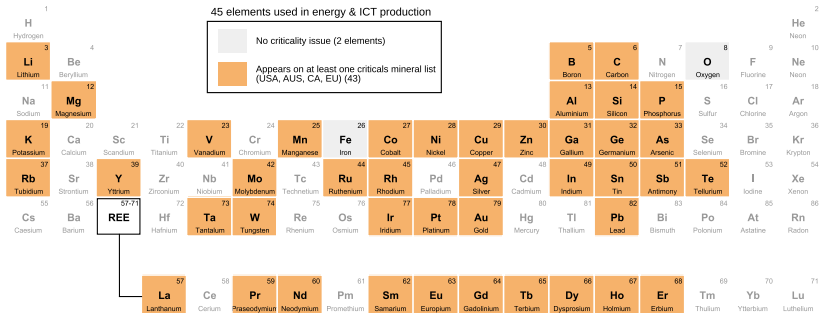 45 elements used in energy & ICT production
No criticality issue (2 elements)
Appears on at least one criticals mineral list
(USA, AUS, CA, EU) (43)
1 2
H He
Hydrogen Neon
3 4 5 6 7 8 9 10
Li Be B C N O F Ne
Lithium Beryllium Boron Carbon Nitrogen Oxygen Fluorine Neon
11 12 13 14 15 16 17 18
Na Mg Al Si P S Cl Ar
Sodium Magnesium Aluminium Silicon Phosphorus Sulfur Chlorine Argon
19 20 21 22 23 24 25 26 27 28 29 30 31 32 33 34 35 36
K Ca Sc Ti V Cr Mn Fe Co Ni Cu Zn Ga Ge As Se Br Kr
Potassium Calcium Scandium Titanium Vanadium Chromium Manganese Iron Cobalt Nickel Copper Zinc Gallium Germanium Arsenic Selenium Bromine Krypton
37 38 39 40 41 42 43 44 45 46 47 48 49 50 51 52 53 54
Rb Sr Y Zr Nb Mo Tc Ru Rh Pd Ag Cd In Sn Sb Te I Xe
Tubidium Strontium Yttrium Zirconium Niobium Molybdenum Technetium Ruthenium Rhodium Palladium Silver Cadmium Indium Tin Antimony Tellurium Iodine Xenon
55 56 57-71 72 73 74 75 76 77 78 79 80 81 82 83 84 85 86
Cs Ba REE Hf Ta W Re Os Ir Pt Au Hg Tl Pb Bi Po At Rn
Caesium Barium Hafnium Tantalum Tungsten Rhenium Osmium Iridium Platinum Gold Mercury Thallium Lead Bismuth Polonium Astatine Radon
57 58 59 60 61 62 63 64 65 66 67 68 69 70 71
La Ce Pr Nd Pm Sm Eu Gd Tb Dy Ho Er Tm Yb Lu
Lanthanum Cerium Praseodymium Neodymium Promethium Samarium Europium Gadolinium Terbium Dysprosium Holmium Erbium Thulium Ytterbium Luthelium